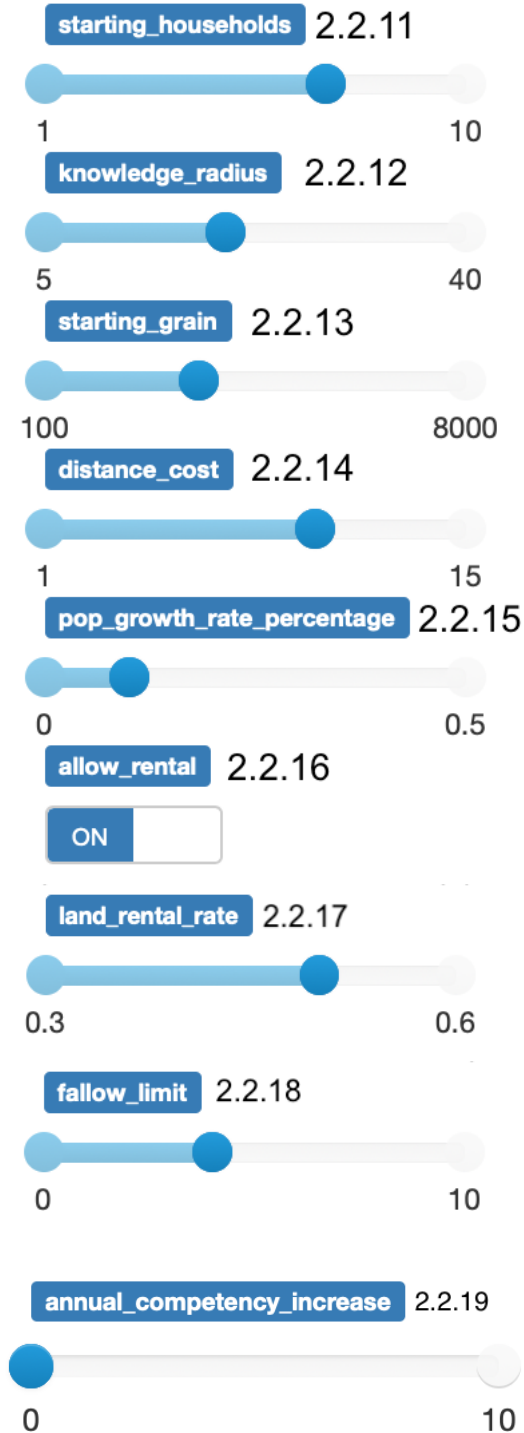 starting_households 2.2.11
1 10
knowledge_radius 2.2.12
5 40
starting_grain 2.2.13
100 8000
distance_cost 2.2.14
1 15
pop_growth_rate_percentage 2.2.15
0 0.5
allow_rental 2.2.16
ON
land_rental_rate 2.2.17
0.3 0.6
fallow_limit 2.2.18
0 10
annual_competency_increase 2.2.19
0 10